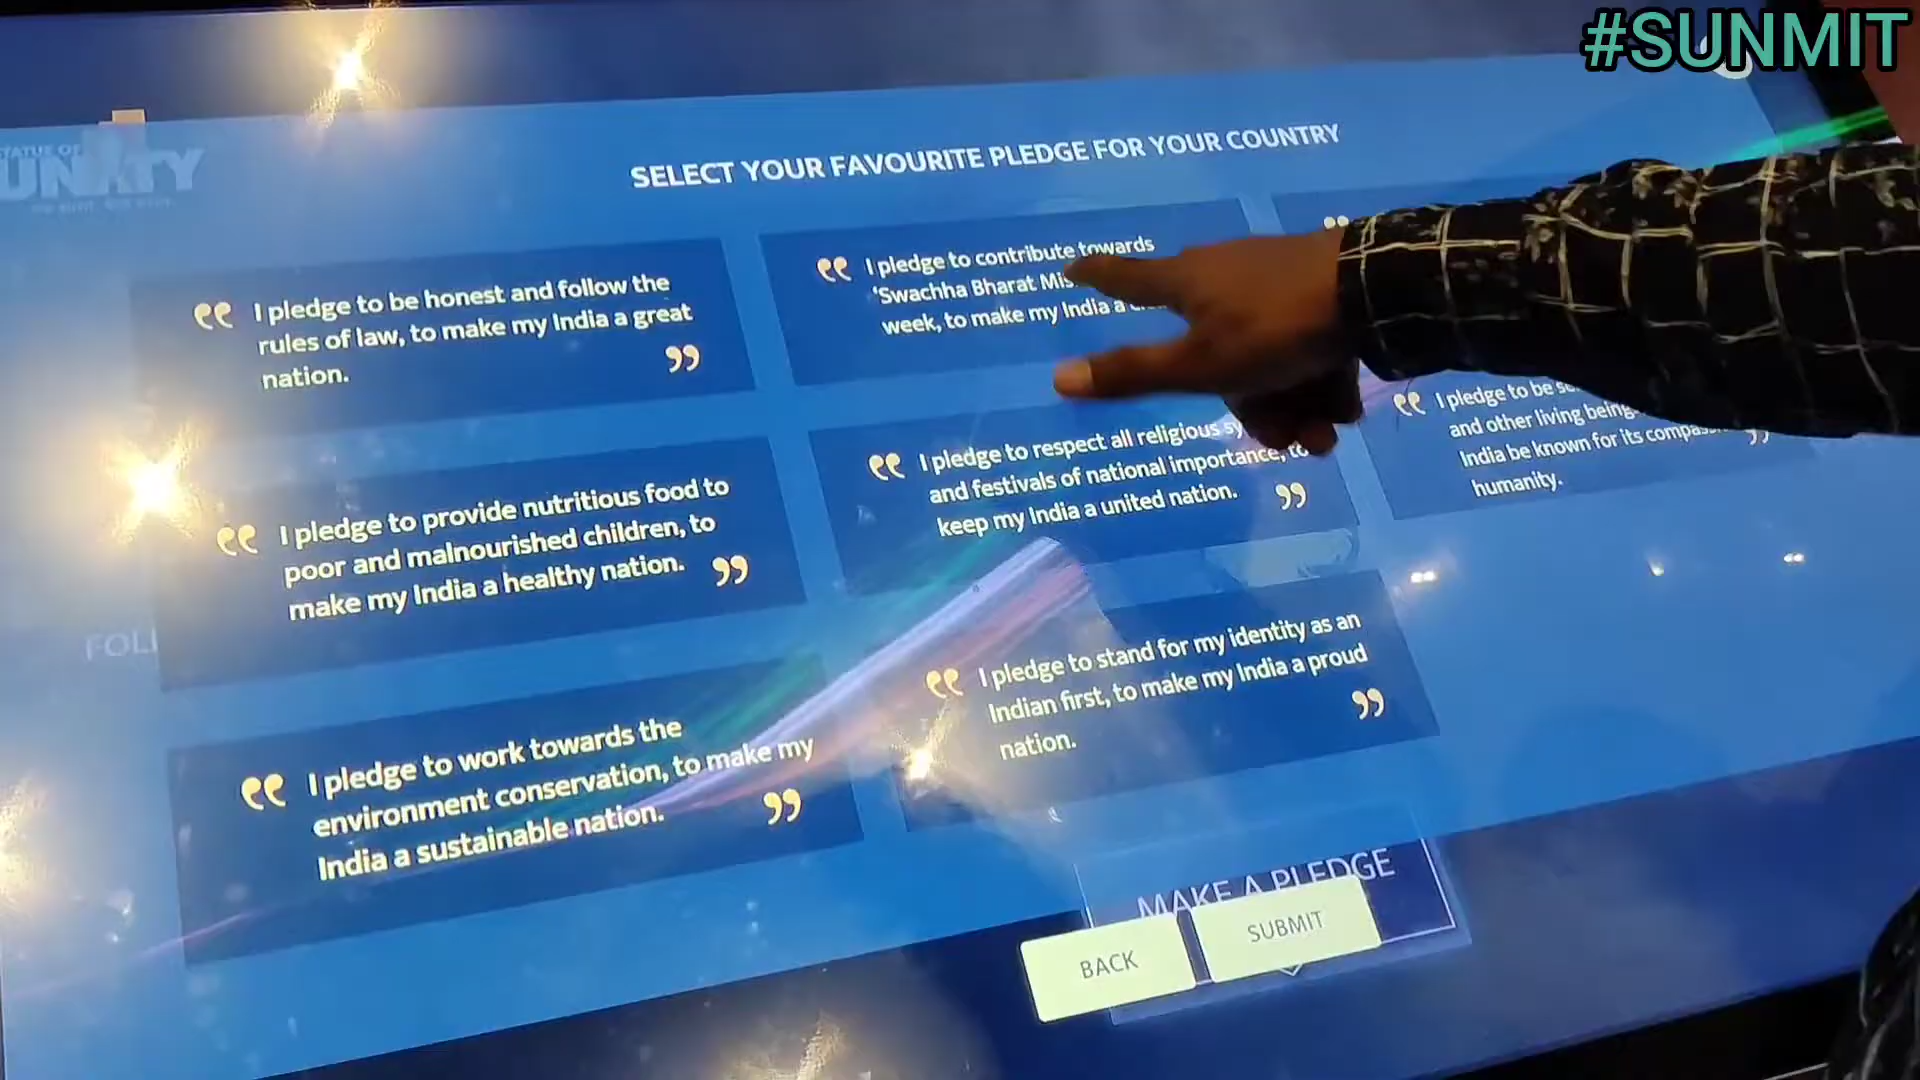 #SUNMIT
STATUE OF
UNITY
SELECT YOUR FAVOURITE PLEDGE FOR YOUR COUNTRY
I pledge to be honest and follow the
rules of law, to make my India a great
nation.
I pledge to contribute towards
‘Swachha Bharat
week, to make my India a
I pledge to provide nutritious food to
poor and malnourished children, to
make my India a healthy nation.
I pledge to respect all religious
and festivals of national importance, to
keep my India a united nation.
I pledge to be
and other living
India be known for its
humanity.
I pledge to work towards the
environment conservation, to make my
India a sustainable nation.
I pledge to stand for my identity as an
Indian first, to make my India a proud
nation.
MAKE A PLEDGE
BACK
SUBMIT